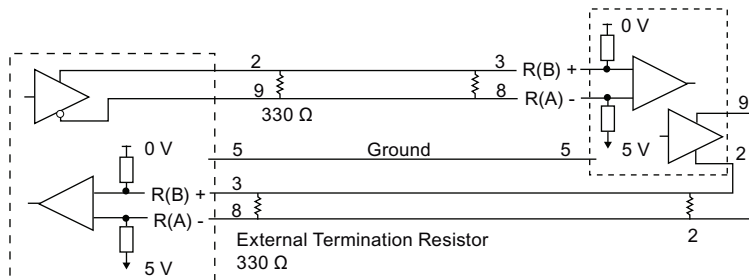 0 V
2
3
R(B) +
9
330 Ω
8
R(A) -
9
0 V
5
Ground
5
5 V
2
R(B) +
3
R(A) -
8
External Termination Resistor
330 Ω
2
5 V